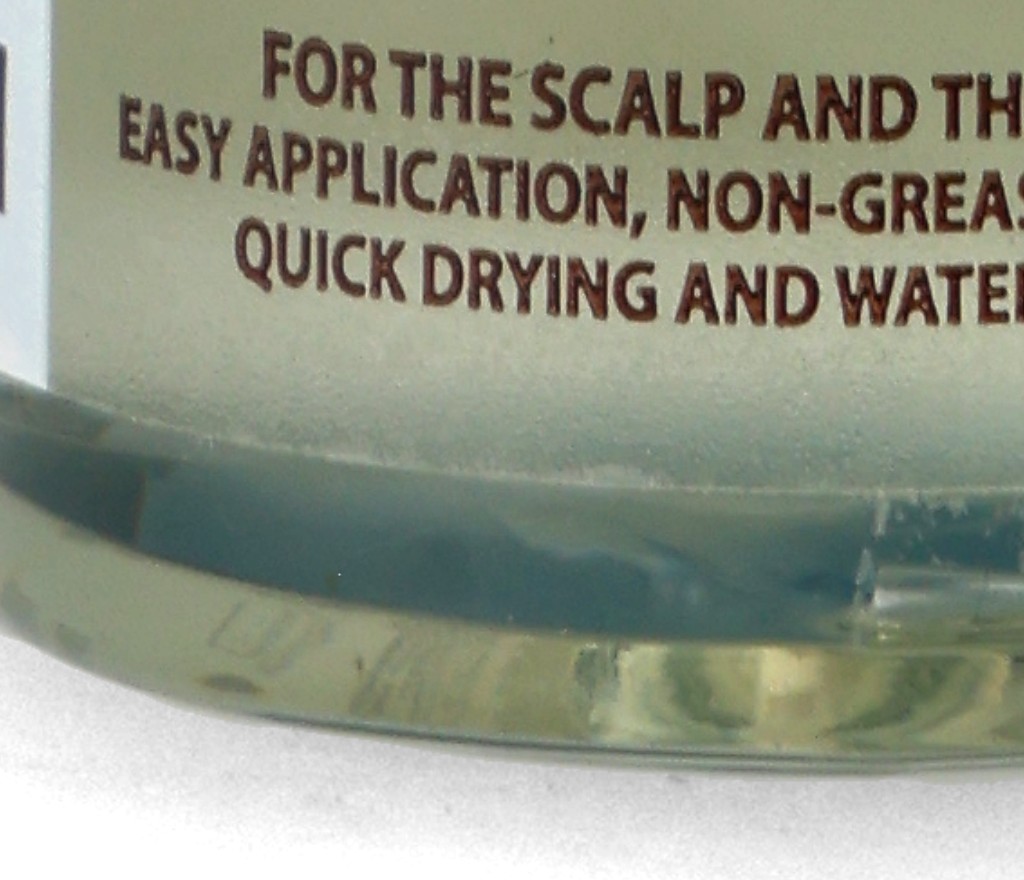 FOR THE SCALP AND TH
EASY APPLICATION, NON-GREAS
QUICK DRYING AND WATE